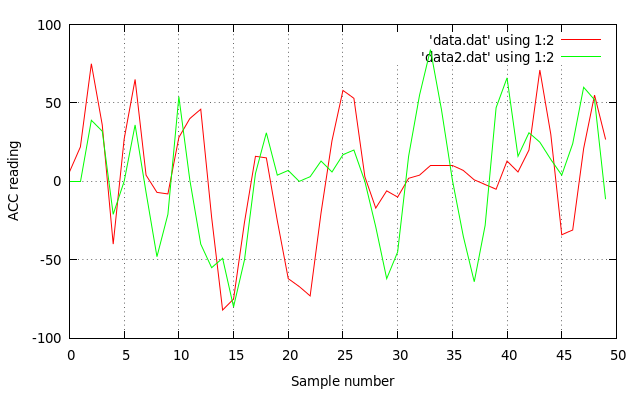 100
'data.dat' using 1:2
'data2.dat' using 1:2
50
ACC reading
0
-50
-100
0 5 10 15 20 25 30 35 40 45 50
Sample number